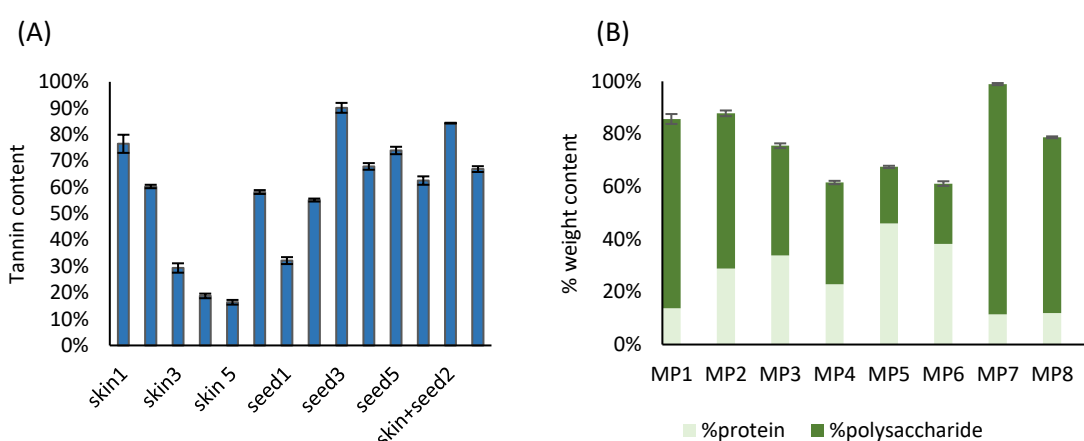 (A)
(B)
Tannin content
100%
90%
80%
70%
60%
50%
40%
30%
20%
10%
0%
skin1
skin3
skin 5
seed1
seed3
seed5
skin+seed2
% weight content
100%
80%
60%
40%
20%
0%
MP1 MP2 MP3 MP4 MP5 MP6 MP7 MP8
%protein %polysaccharide